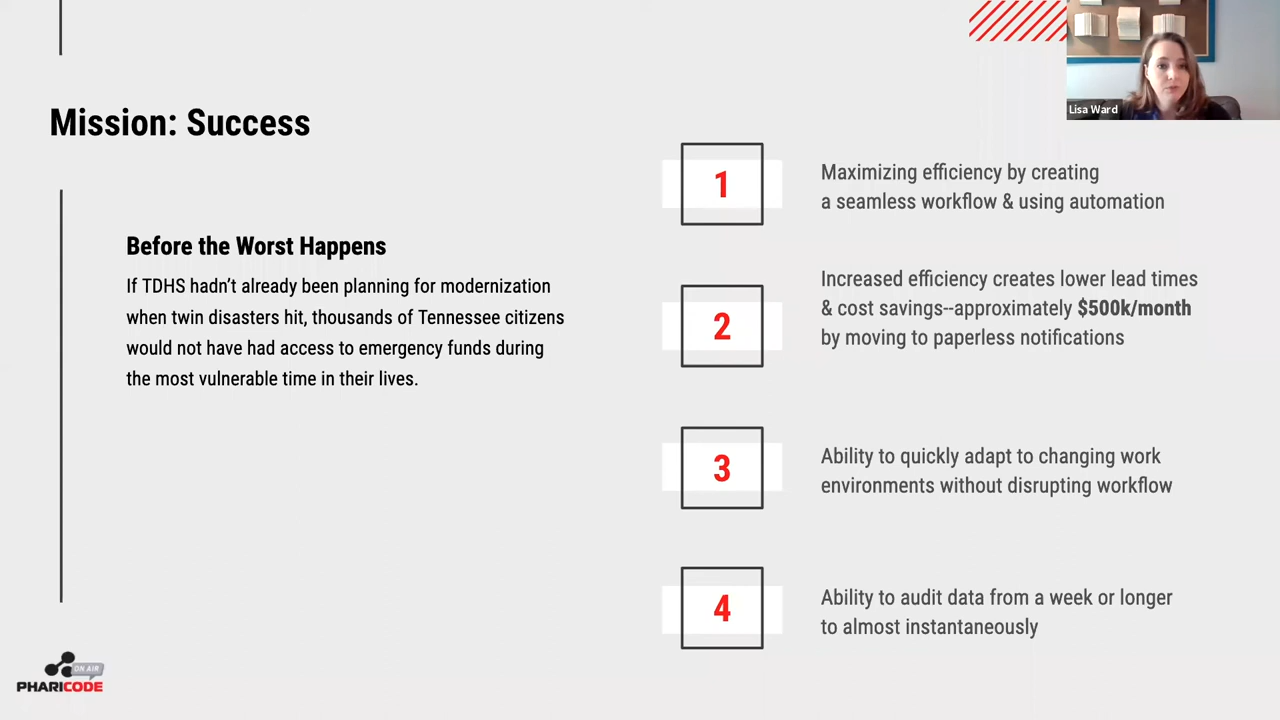 Lisa Ward
Mission: Success
Before the Worst Happens
If TDHS hadn’t already been planning for modernization
when twin disasters hit, thousands of Tennessee citizens
would not have had access to emergency funds during
the most vulnerable time in their lives.
1
Maximizing efficiency by creating
a seamless workflow & using automation
2
Increased efficiency creates lower lead times
& cost savings--approximately $500k/month
by moving to paperless notifications
3
Ability to quickly adapt to changing work
environments without disrupting workflow
4
Ability to audit data from a week or longer
to almost instantaneously
ON AIR
PHARICODE